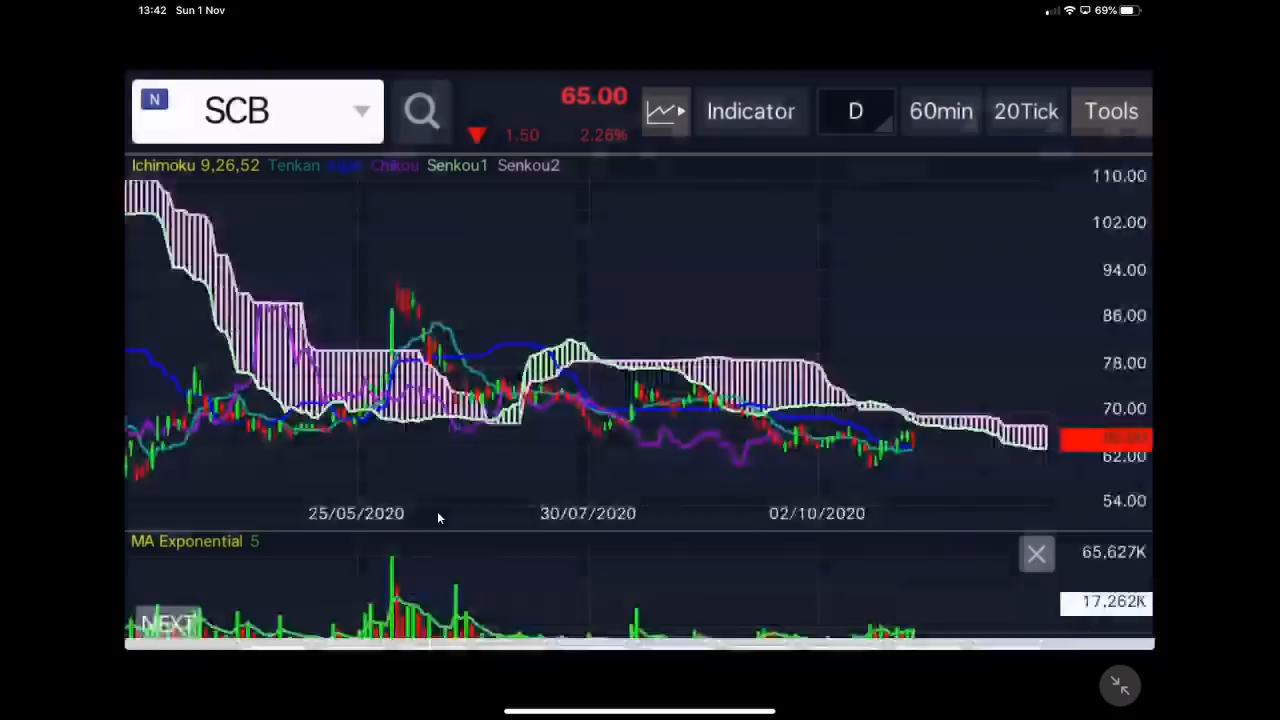 13:42 Sun 1 Nov 69%
N SCB 65.00 Indicator D 60min 20Tick Tools
1.50 2.26%
Ichimoku 9,26,52 Tenkan Chikou Senkou1 Senkou2
110.00
102.00
94.00
86.00
78.00
70.00
62.00
54.00
25/05/2020 30/07/2020 02/10/2020
MA Exponential 5
65,627K
17,262K
NEXT